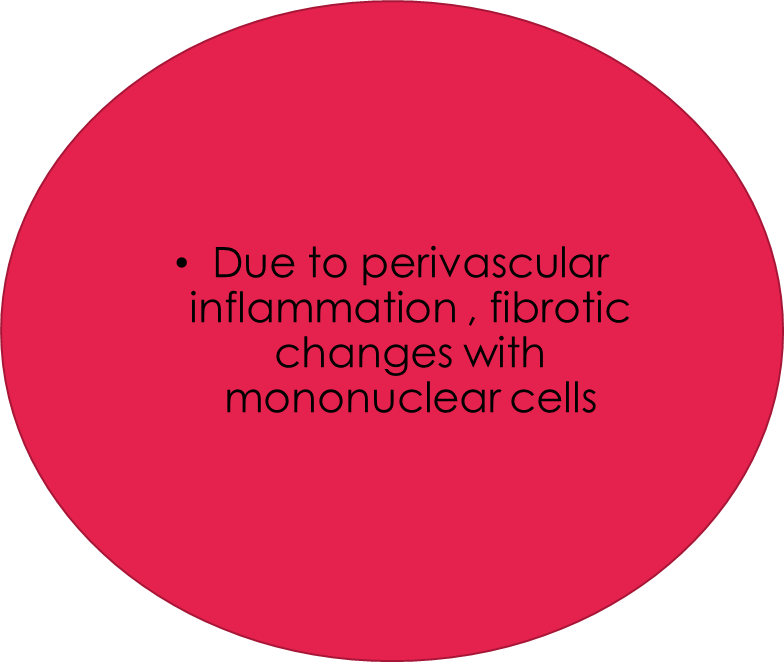 • Due to perivascular
inflammation , fibrotic
changes with
mononuclear cells